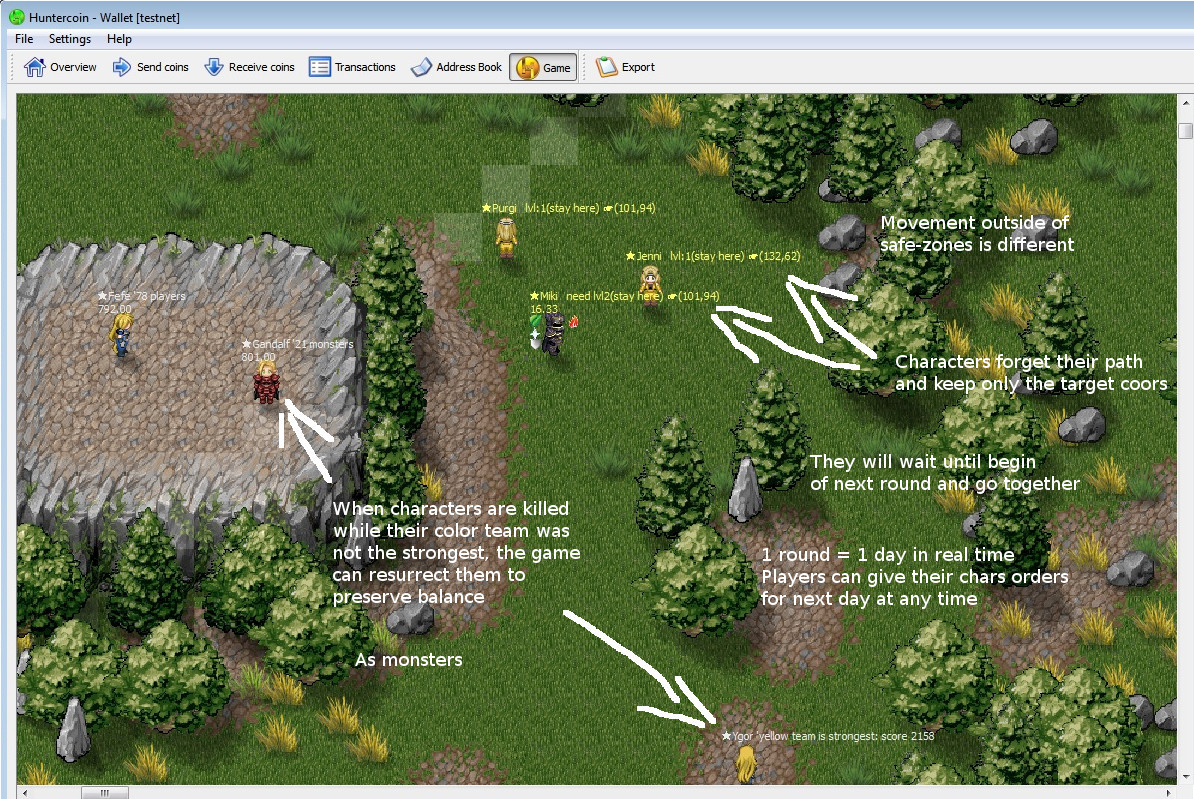 Huntercoin - Wallet [testnet]
File Settings Help
Overview Send coins Receive coins Transactions Address Book Game Export
★Purgi lvl:1(stay here) ☛(101,94)
Movement outside of
safe-zones is different
★Jenni lvl:1(stay here) ☛(132,62)
★Fefe '78 players
792.00
★Miki need lvl2(stay here) ☛(101,94)
16.33
★Gandalf '21 monsters
801.00
Characters forget their path
and keep only the target coors
They will wait until begin
of next round and go together
When characters are killed
while their color team was
not the strongest, the game
can resurrect them to
preserve balance
1 round = 1 day in real time
Players can give their chars orders
for next day at any time
As monsters
★Ygor 'yellow team is strongest: score 2158